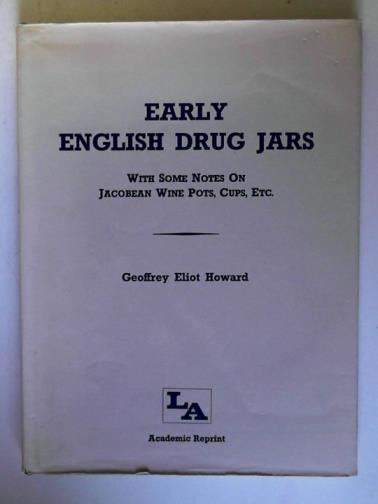 EARLY
ENGLISH DRUG JARS
WITH SOME NOTES ON
JACOBEAN WINE POTS, CUPS, ETC.
Geoffrey Eliot Howard
LA
Academic Reprint